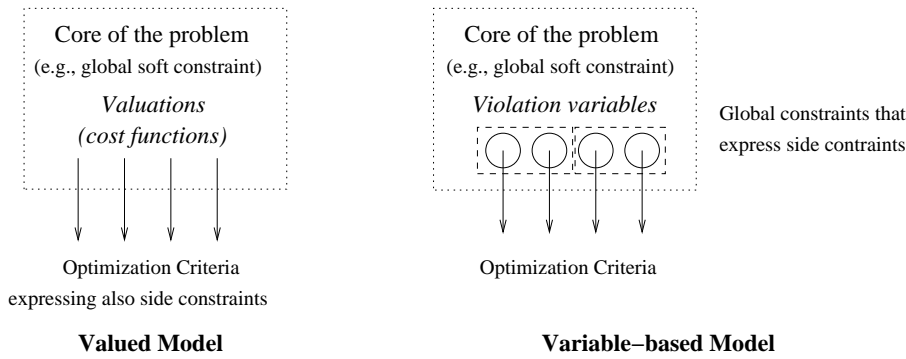 Core of the problem
(e.g., global soft constraint)
Valuations
(cost functions)
Optimization Criteria
expressing also side constraints
Valued Model
Core of the problem
(e.g., global soft constraint)
Violation variables
Global constraints that
express side contraints
Optimization Criteria
Variable−based Model